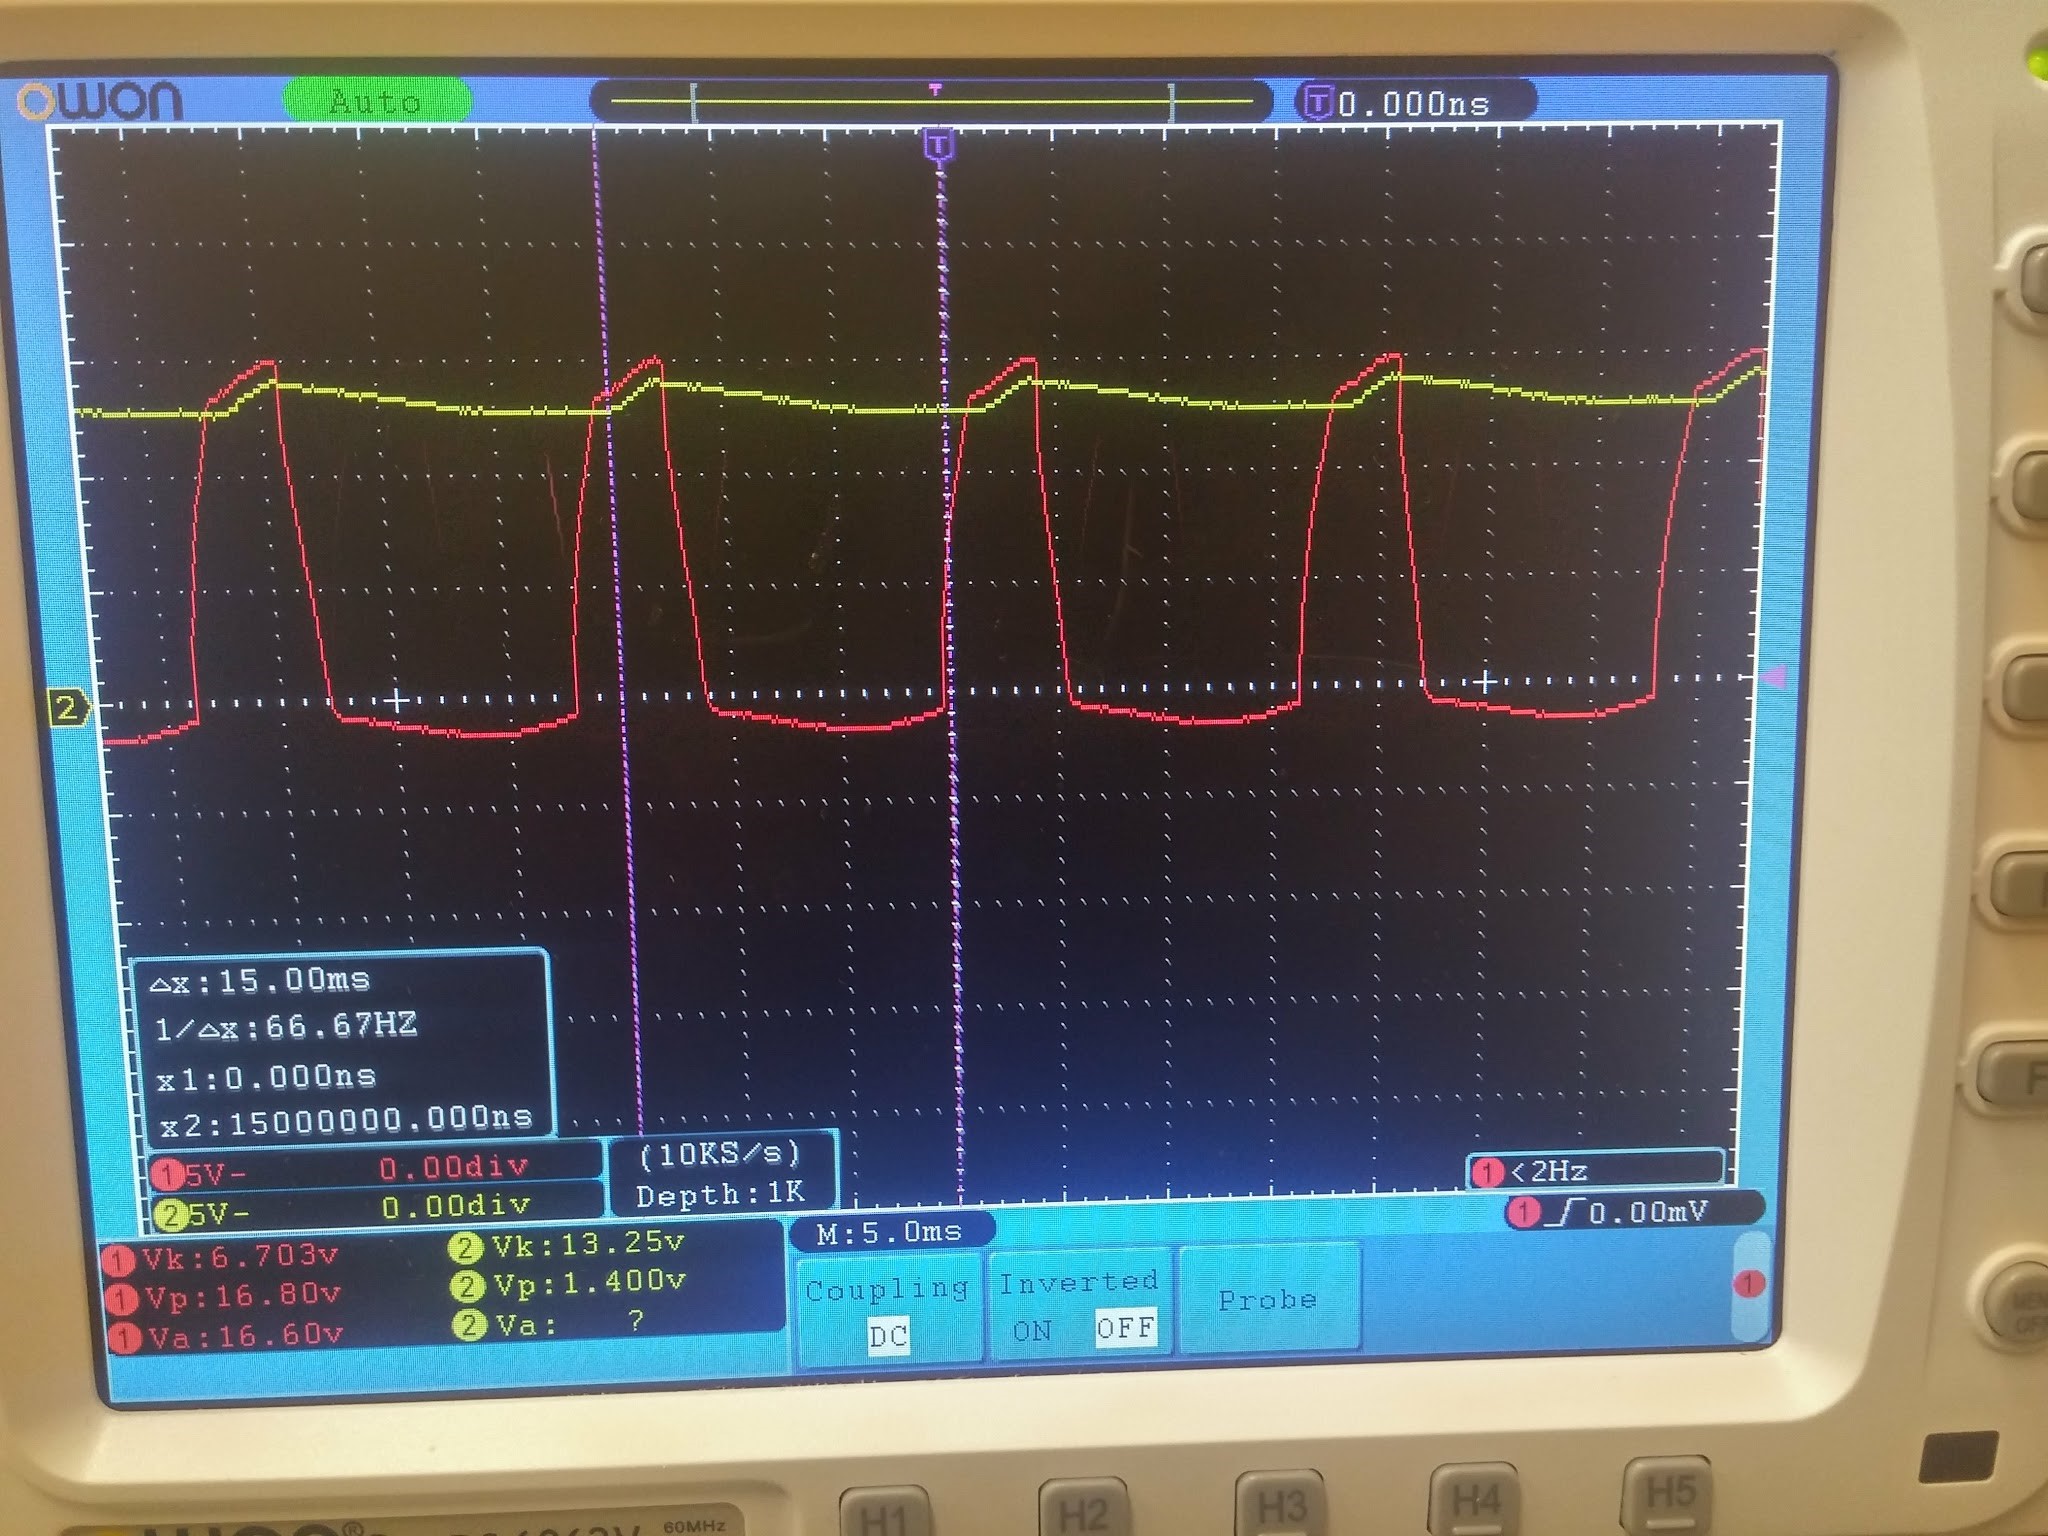 owon Auto T T 0.000ns
T
2
△x:15.00ms
1/△x:66.67HZ
x1:0.000ns
x2:15000000.000ns
1 5V- 0.00div
2 5V- 0.00div
(10KS/s)
Depth:1K
1 <2Hz
1 0.00mV
M:5.0ms
1 Vk:6.703v 2 Vk:13.25v
1 Vp:16.80v 2 Vp:1.400v
1 Va:16.60v 2 Va: ?
Coupling
DC
Inverted
ON OFF
Probe
1
60MHz
H1 H2 H3 H4 H5